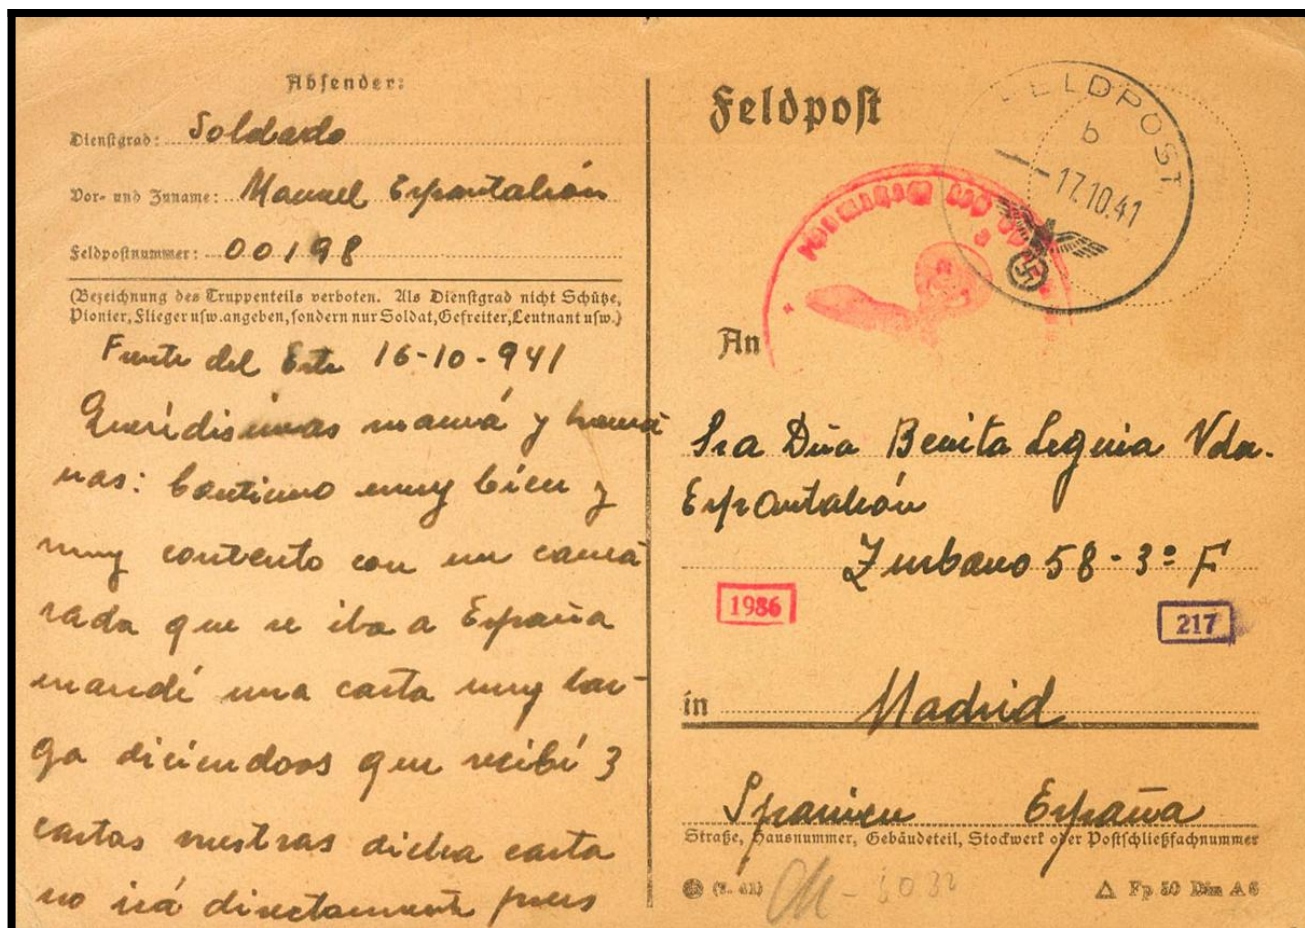 Absender:
Dienstgrad: Soldado
Vor- und Zuname: Manuel Espantaleón
Feldpostnummer: 00198
(Bezeichnung des Truppenteils verboten. Als Dienstgrad nicht Schütze,
Pionier, Flieger usw. angeben, sondern nur Soldat, Gefreiter, Leutnant usw.)
Frente del Este 16-10-941
Queridisimas mamá y herma
nas: Continuo muy bien y
muy contento con un cama
rada que se iba a España
mandé una carta muy lar-
ga diciendoos que recibí 3
cartas vuestras dicha carta
no irá directamente pues
Feldpost
FELDPOST
b
-17.10.41
An
Sra Dña Benita Leguia Vda.
Espantaleón
Zurbano 58-3º F
1986
217
in Madrid
Spanien España
Straße, Hausnummer, Gebäudeteil, Stockwerk oder Postschließfachnummer
Fp 50 Din A 6